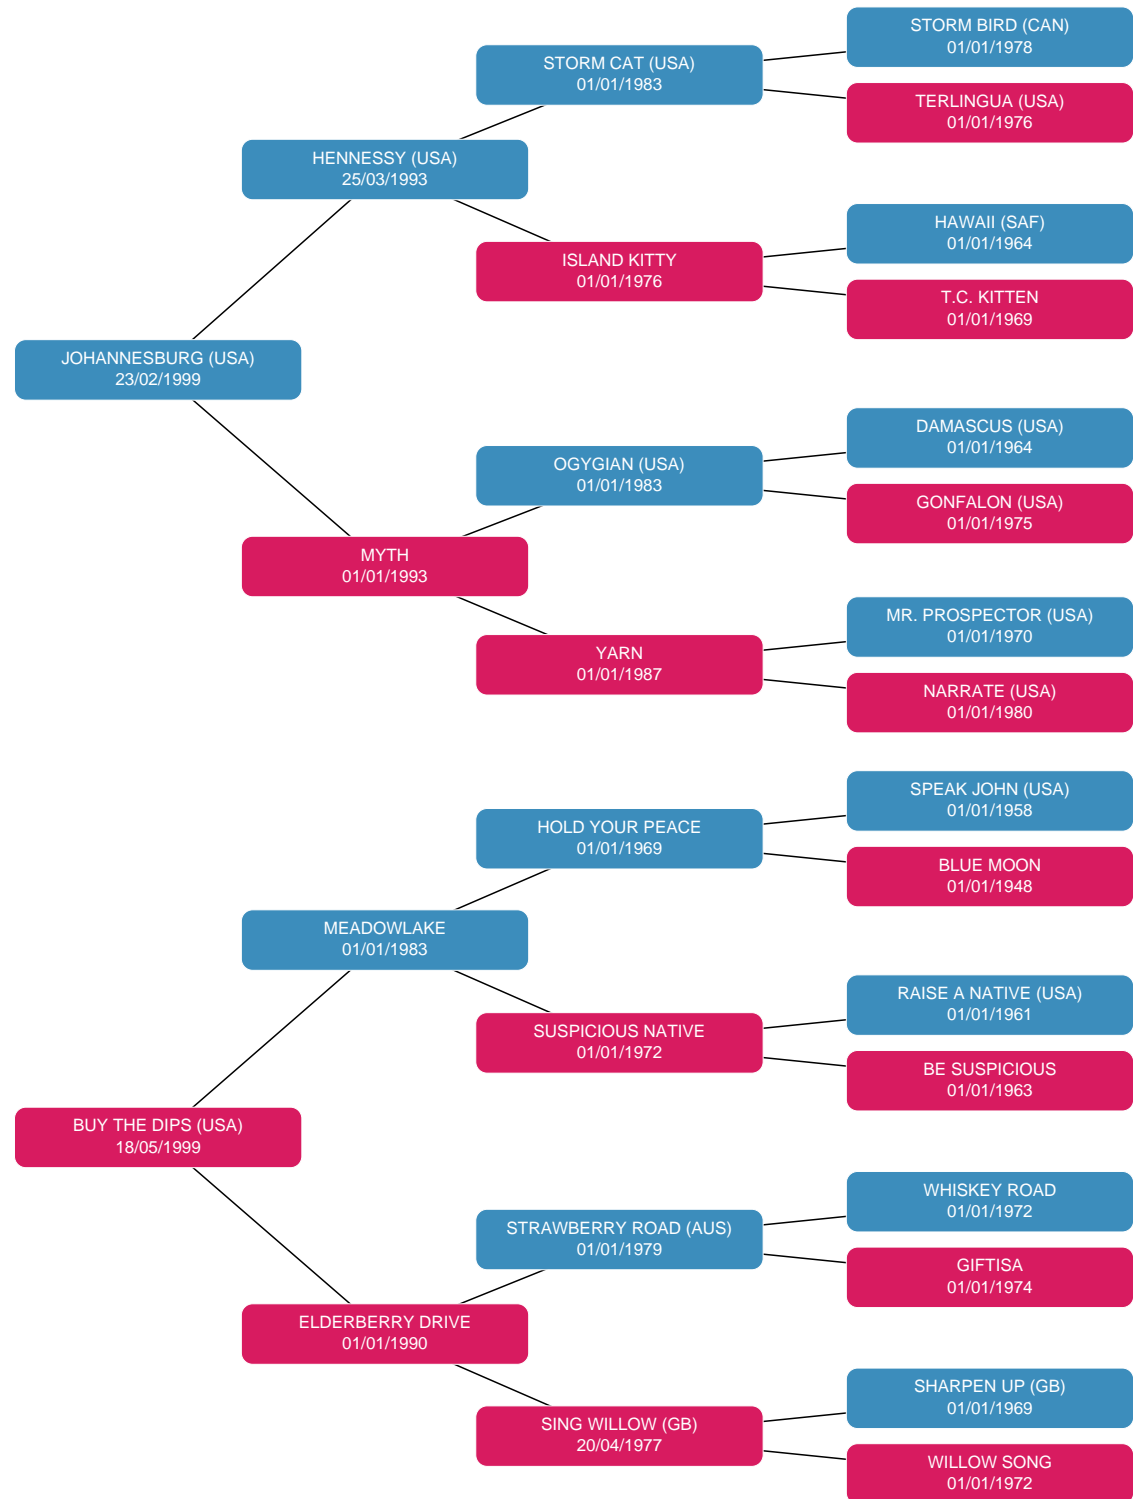 STORM BIRD (CAN)
01/01/1978
STORM CAT (USA)
01/01/1983
TERLINGUA (USA)
01/01/1976
HENNESSY (USA)
25/03/1993
HAWAII (SAF)
01/01/1964
ISLAND KITTY
01/01/1976
T.C. KITTEN
01/01/1969
JOHANNESBURG (USA)
23/02/1999
DAMASCUS (USA)
01/01/1964
OGYGIAN (USA)
01/01/1983
GONFALON (USA)
01/01/1975
MYTH
01/01/1993
MR. PROSPECTOR (USA)
01/01/1970
YARN
01/01/1987
NARRATE (USA)
01/01/1980
SPEAK JOHN (USA)
01/01/1958
HOLD YOUR PEACE
01/01/1969
BLUE MOON
01/01/1948
MEADOWLAKE
01/01/1983
RAISE A NATIVE (USA)
01/01/1961
SUSPICIOUS NATIVE
01/01/1972
BE SUSPICIOUS
01/01/1963
BUY THE DIPS (USA)
18/05/1999
WHISKEY ROAD
01/01/1972
STRAWBERRY ROAD (AUS)
01/01/1979
GIFTISA
01/01/1974
ELDERBERRY DRIVE
01/01/1990
SHARPEN UP (GB)
01/01/1969
SING WILLOW (GB)
20/04/1977
WILLOW SONG
01/01/1972